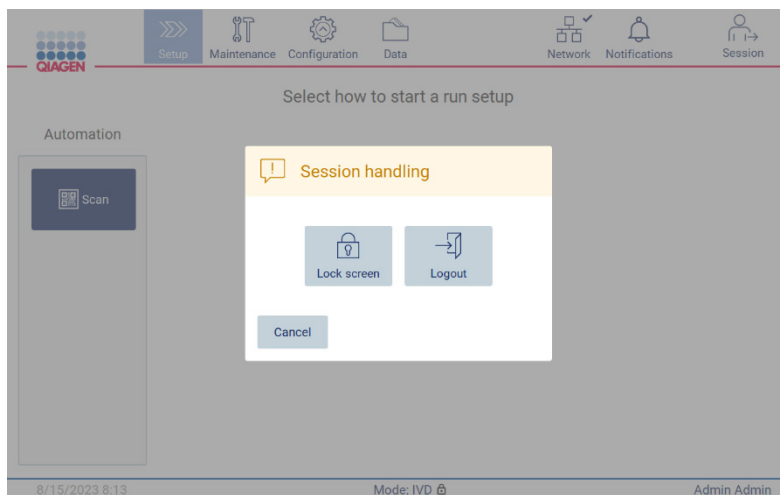 QIAGEN
Setup
Maintenance
Configuration
Data
Network
Notifications
Session
Select how to start a run setup
Automation
Scan
Session handling
Lock screen
Logout
Cancel
8/15/2023 8:13
Mode: IVD
Admin Admin